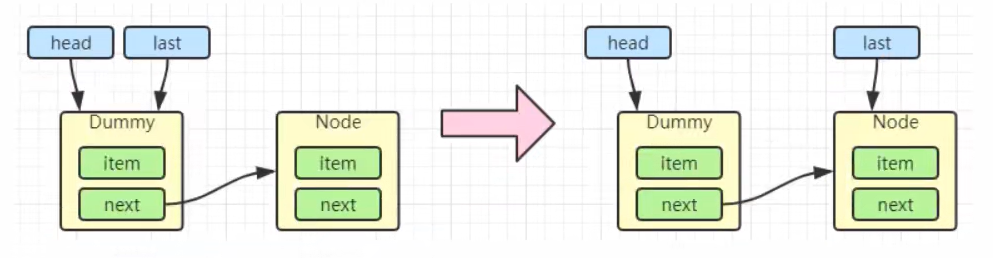 head last head last
Dummy Node Dummy Node
item item item item
next next next next